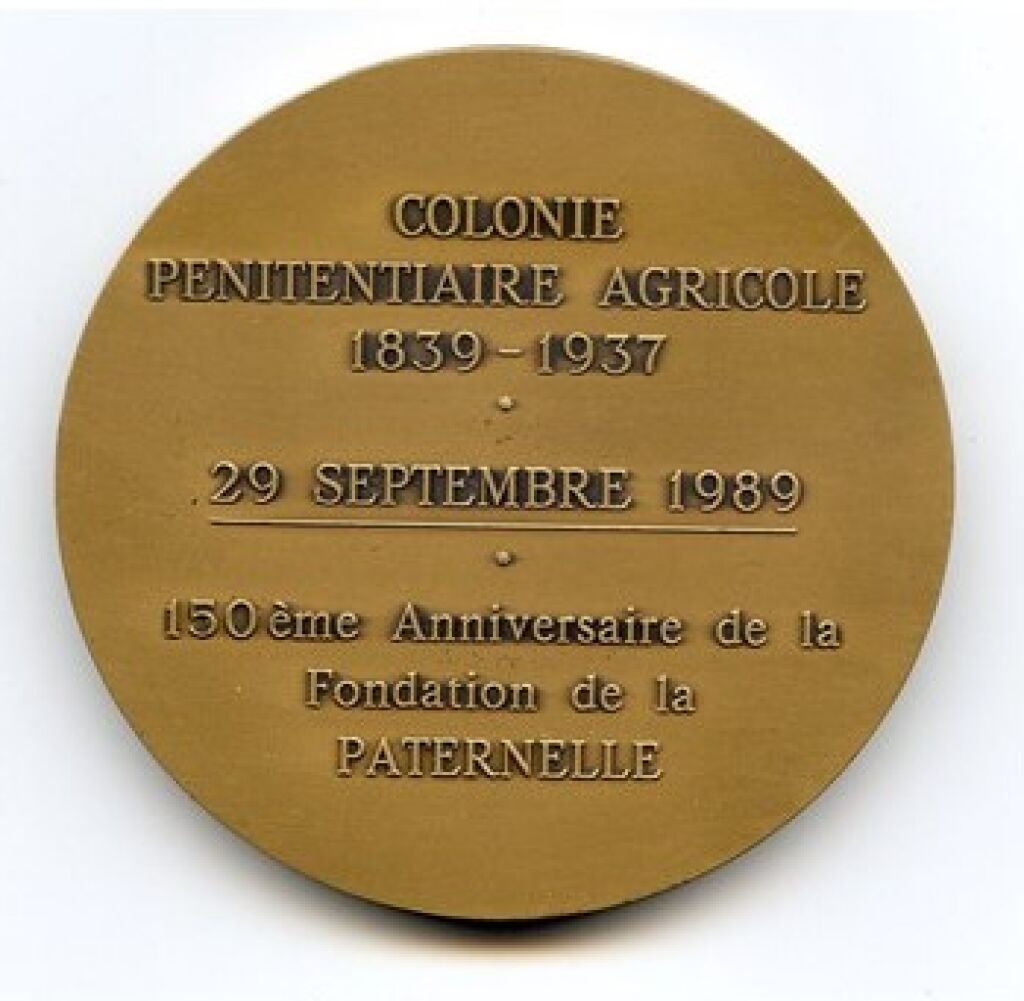 COLONIE
PENITENTIAIRE AGRICOLE
1839-1937
29 SEPTEMBRE 1989
150ème Anniversaire de la
Fondation de la
PATERNELLE